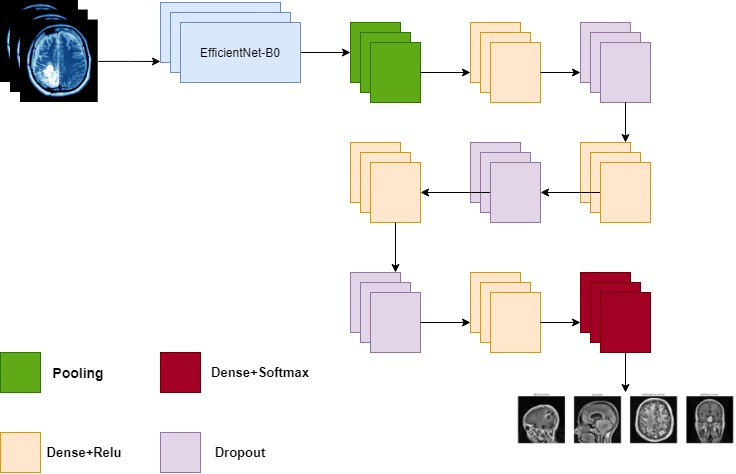 EfficientNet-B0
Pooling
Dense+Softmax
Dense+Relu
Dropout